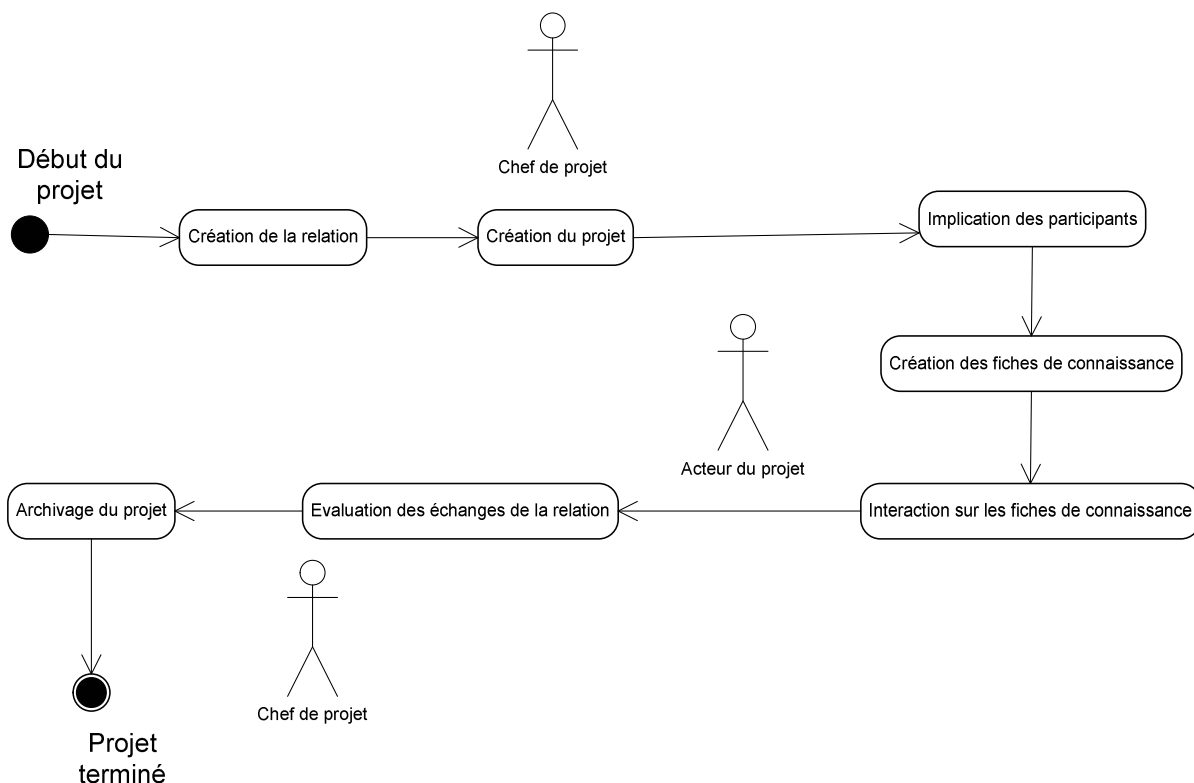 Chef de projet
Début du
projet
Création de la relation
Création du projet
Implication des participants
Création des fiches de connaissance
Acteur du projet
Archivage du projet
Evaluation des échanges de la relation
Interaction sur les fiches de connaissance
Chef de projet
Projet
terminé